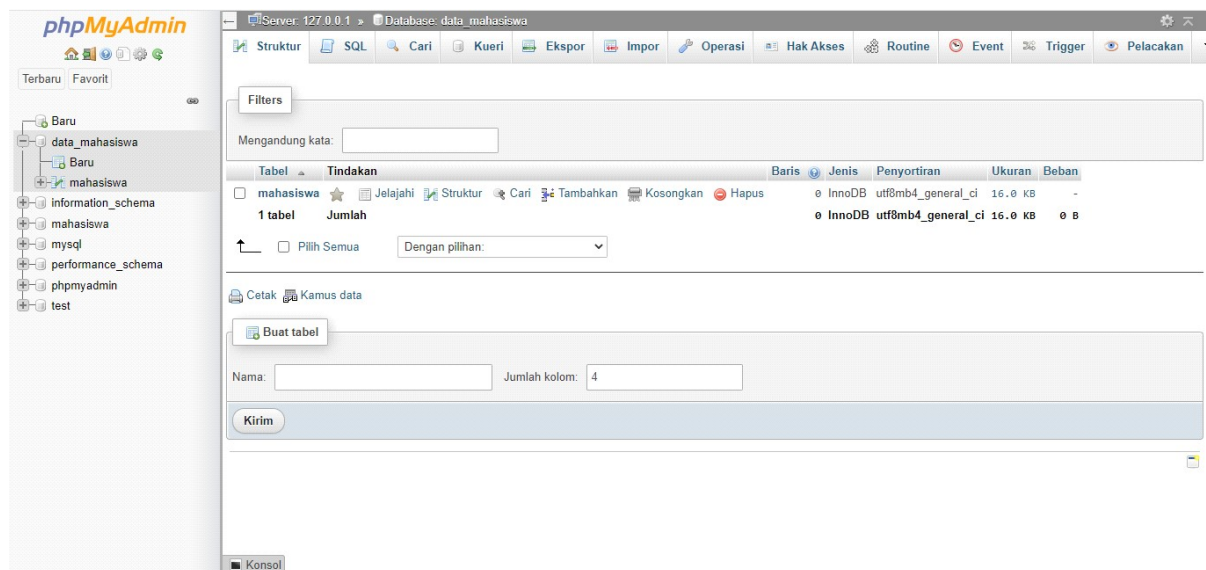 phpMyAdmin
Terbaru Favorit
Baru
data_mahasiswa
Baru
mahasiswa
information_schema
mahasiswa
mysql
performance_schema
phpmyadmin
test
Server: 127.0.0.1 » Database: data_mahasiswa
Struktur SQL Cari Kueri Ekspor Impor Operasi Hak Akses Routine Event Trigger Pelacakan
Filters
Mengandung kata:
Tabel Tindakan Baris Jenis Penyortiran Ukuran Beban
mahasiswa Jelajahi Struktur Cari Tambahkan Kosongkan Hapus 0 InnoDB utf8mb4_general_ci 16.0 KB -
1 tabel Jumlah 0 InnoDB utf8mb4_general_ci 16.0 KB 0 B
Pilih Semua Dengan pilihan:
Cetak Kamus data
Buat tabel
Nama: Jumlah kolom: 4
Kirim
Konsol